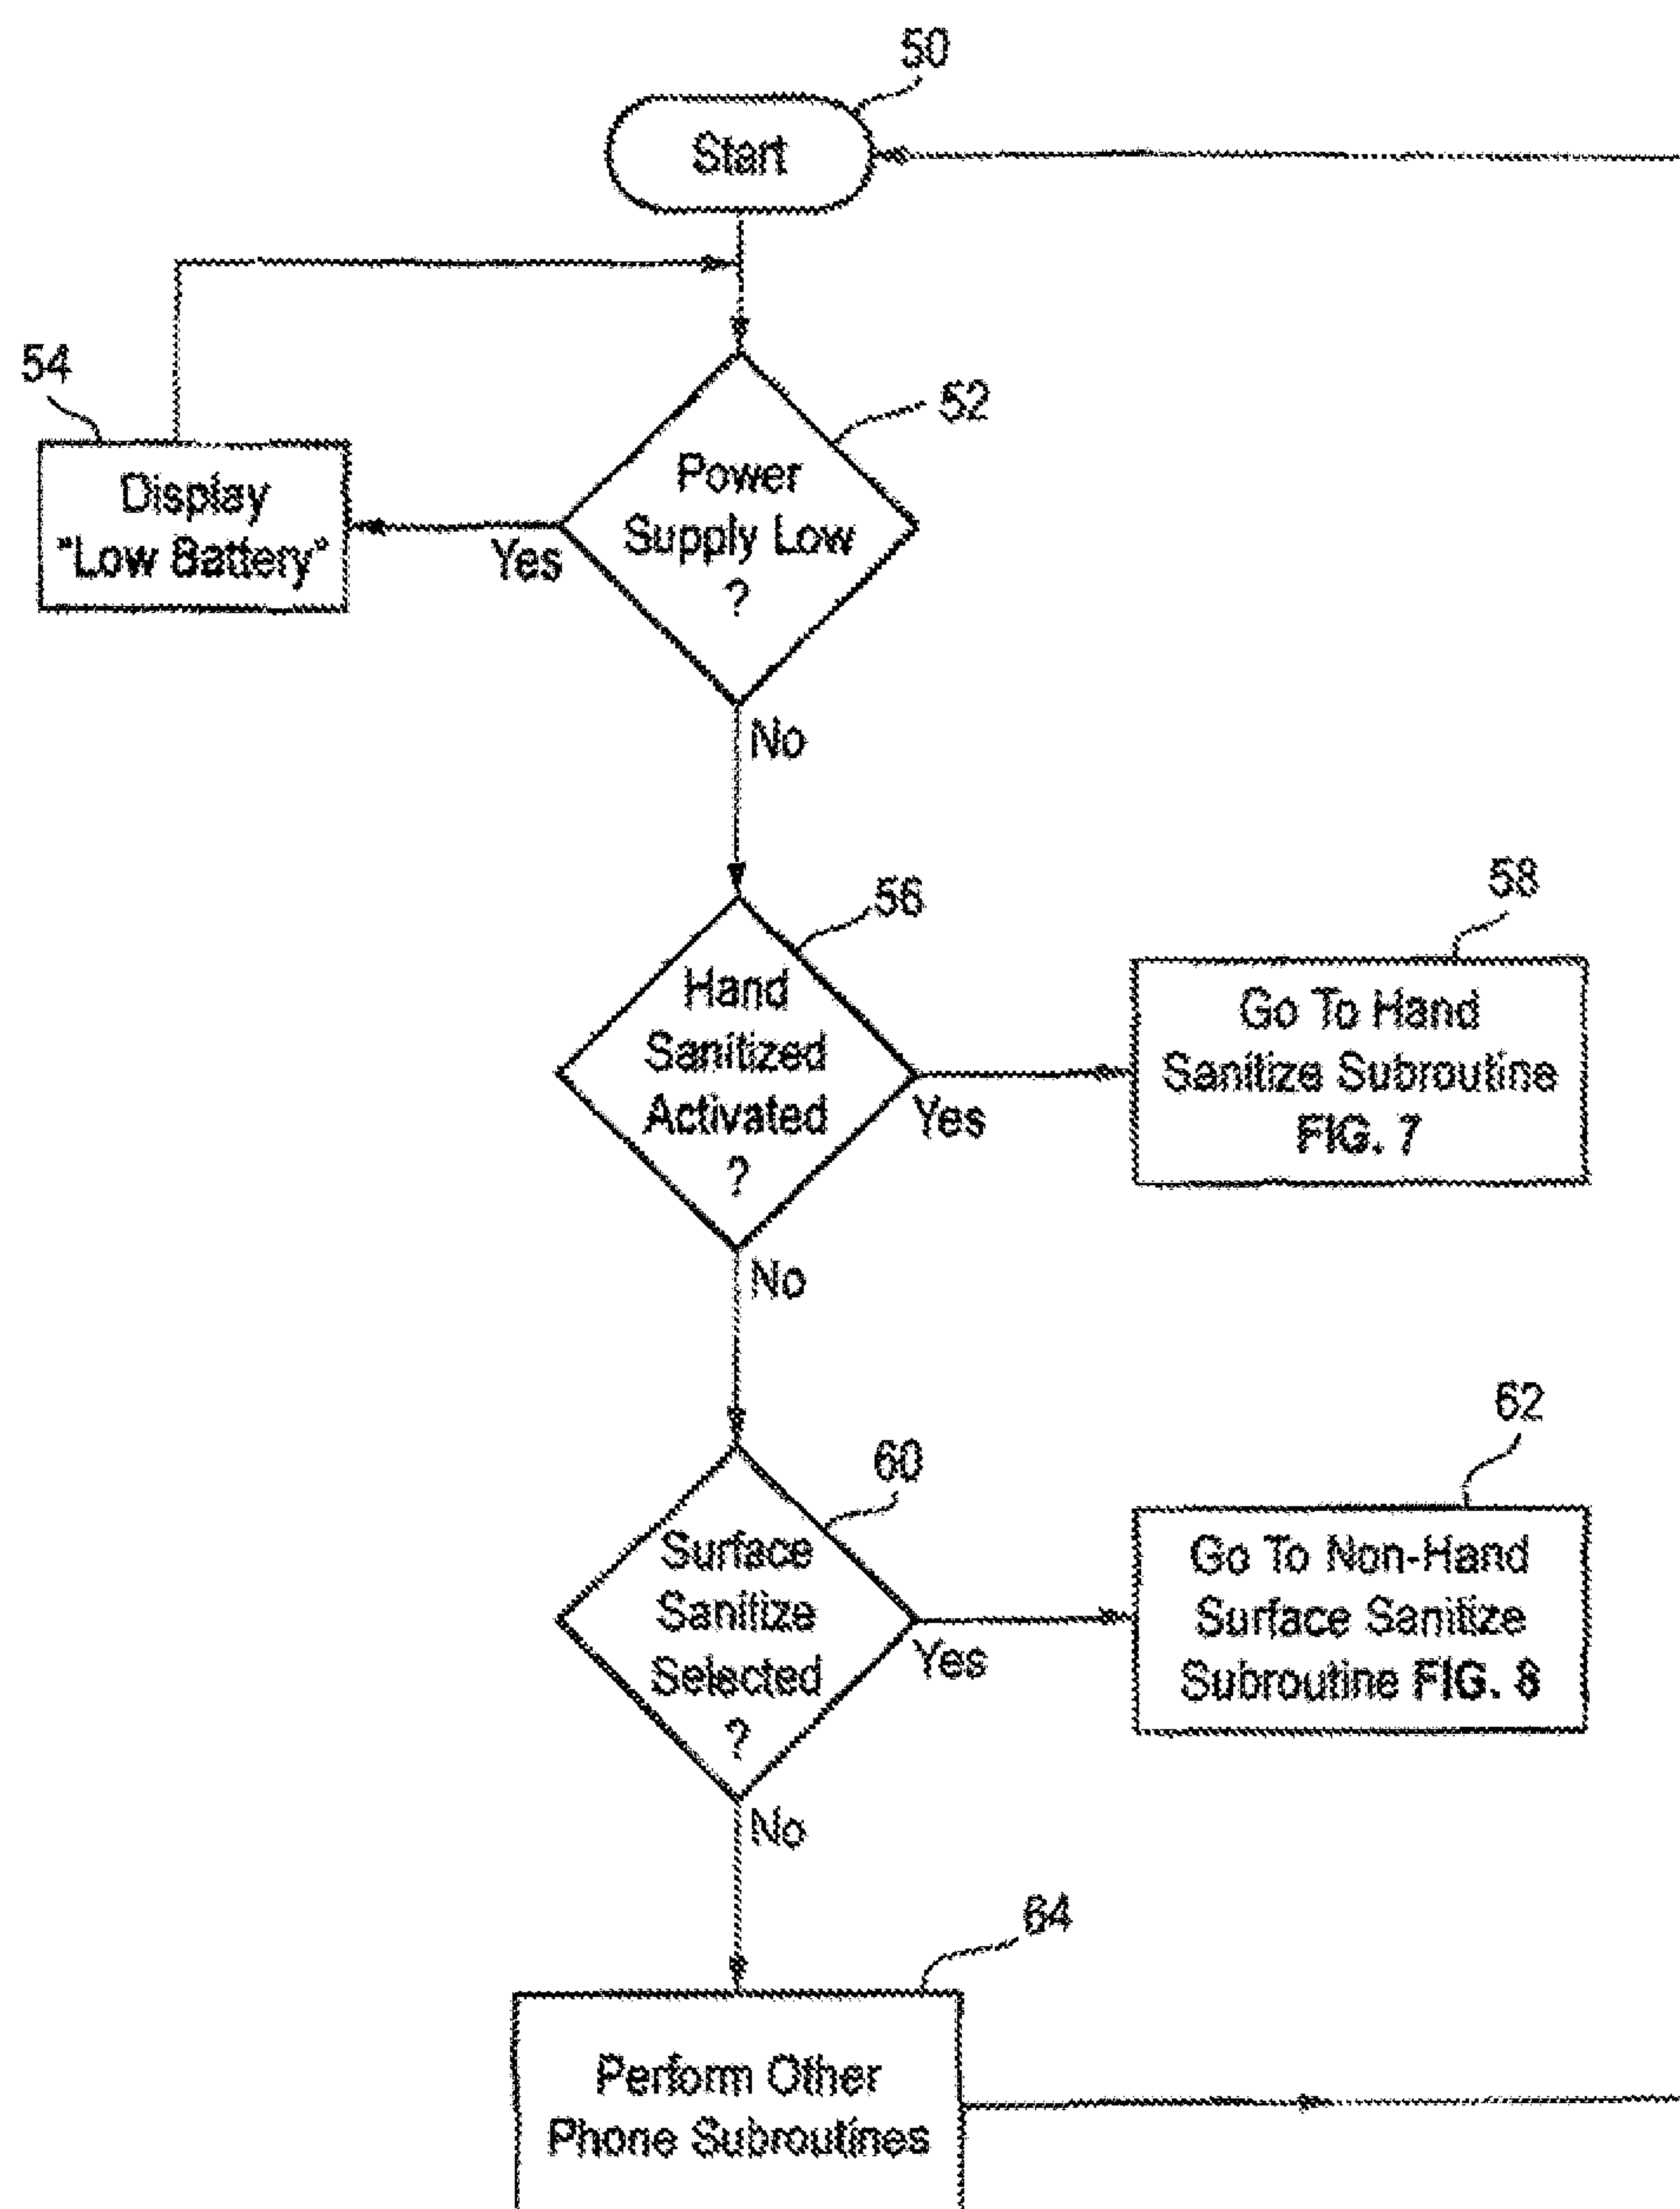 50
Start
54
52
Display
"Low Battery"
Power
Supply Low
?
Yes
No
56
58
Hand
Sanitized
Activated
?
Yes
Go To Hand
Sanitize Subroutine
FIG. 7
No
60
62
Surface
Sanitize
Selected
?
Yes
Go To Non-Hand
Surface Sanitize
Subroutine FIG. 8
No
64
Perform Other
Phone Subroutines